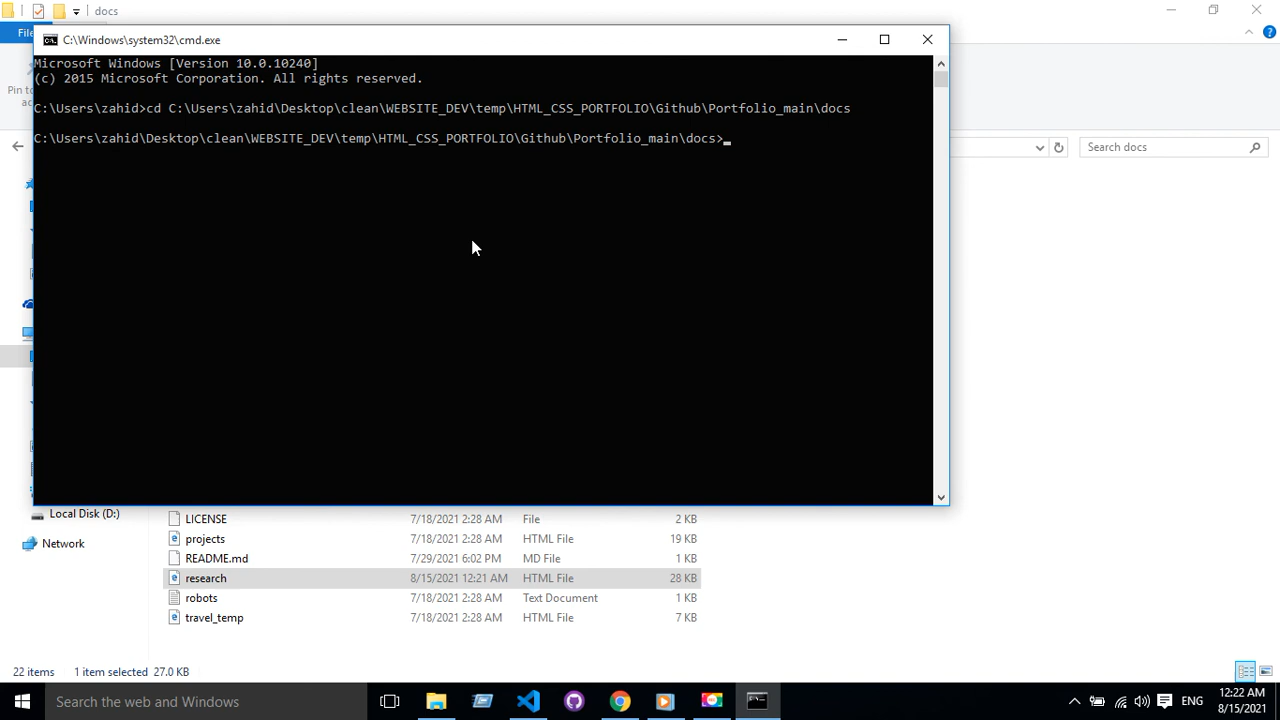 docs
File
C:\Windows\system32\cmd.exe
Microsoft Windows [Version 10.0.10240]
(c) 2015 Microsoft Corporation. All rights reserved.
C:\Users\zahid>cd C:\Users\zahid\Desktop\clean\WEBSITE_DEV\temp\HTML_CSS_PORTFOLIO\Github\Portfolio_main\docs
C:\Users\zahid\Desktop\clean\WEBSITE_DEV\temp\HTML_CSS_PORTFOLIO\Github\Portfolio_main\docs>
Pin to
Search docs
Local Disk (D:)
Network
LICENSE 7/18/2021 2:28 AM File 2 KB
projects 7/18/2021 2:28 AM HTML File 19 KB
README.md 7/29/2021 6:02 PM MD File 1 KB
research 8/15/2021 12:21 AM HTML File 28 KB
robots 7/18/2021 2:28 AM Text Document 1 KB
travel_temp 7/18/2021 2:28 AM HTML File 7 KB
22 items 1 item selected 27.0 KB
Search the web and Windows
ENG
12:22 AM
8/15/2021